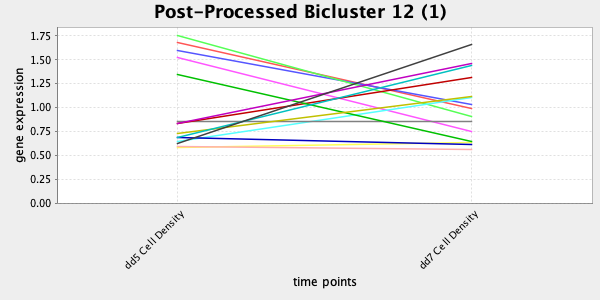 Post-Processed Bicluster 12 (1)
1.75
1.50
1.25
1.00
0.75
0.50
0.25
0.00
gene expression
dd5 Cell Density
dd7 Cell Density
time points